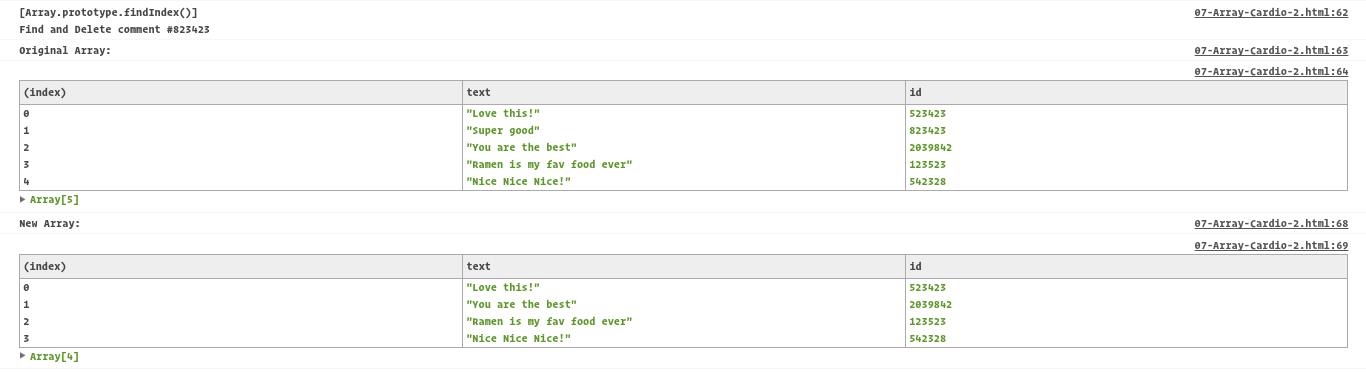 [Array.prototype.findIndex()] 07-Array-Cardio-2.html:62
Find and Delete comment #823423
Original Array: 07-Array-Cardio-2.html:63
07-Array-Cardio-2.html:64
(index) text id
0 "Love this!" 523423
1 "Super good" 823423
2 "You are the best" 2039842
3 "Ramen is my fav food ever" 123523
4 "Nice Nice Nice!" 542328
▶ Array[5]
New Array: 07-Array-Cardio-2.html:68
07-Array-Cardio-2.html:69
(index) text id
0 "Love this!" 523423
1 "You are the best" 2039842
2 "Ramen is my fav food ever" 123523
3 "Nice Nice Nice!" 542328
▶ Array[4]